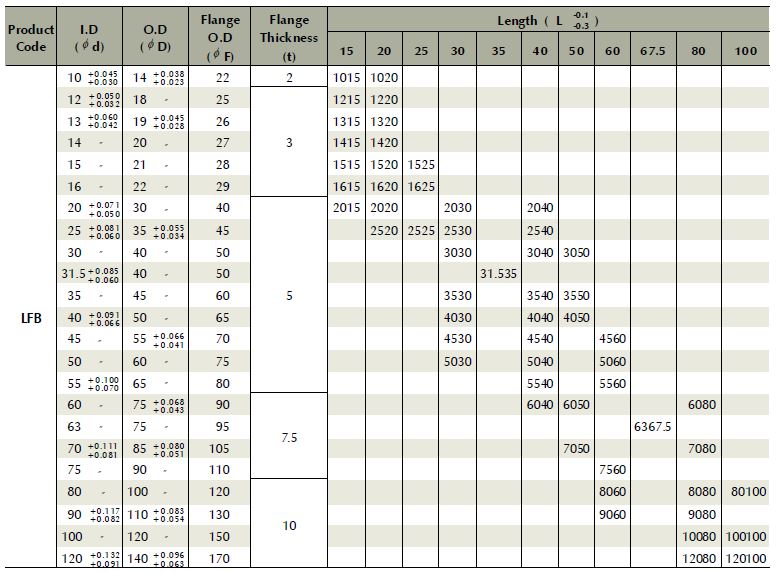 Product Code | I.D (ϕ d) | O.D (ϕ D) | Flange O.D (ϕ F) | Flange Thickness (t) | Length ( L -0.1 -0.3 )
15 20 25 30 35 40 50 60 67.5 80 100
10 +0.045 +0.030 14 +0.038 +0.023 22 2 1015 1020
12 +0.050 +0.032 18 〃 25 1215 1220
13 +0.060 +0.042 19 +0.045 +0.028 26 1315 1320
14 〃 20 〃 27 3 1415 1420
15 〃 21 〃 28 1515 1520 1525
16 〃 22 〃 29 1615 1620 1625
20 +0.071 +0.050 30 〃 40 2015 2020 2030 2040
25 +0.081 +0.060 35 +0.055 +0.034 45 2520 2525 2530 2540
30 〃 40 〃 50 3030 3040 3050
31.5 +0.085 +0.060 40 〃 50 31.535
35 〃 45 〃 60 5 3530 3540 3550
LFB 40 +0.091 +0.066 50 〃 65 4030 4040 4050
45 〃 55 +0.066 +0.041 70 4530 4540 4560
50 〃 60 〃 75 5030 5040 5060
55 +0.100 +0.070 65 〃 80 5540 5560
60 〃 75 +0.068 +0.043 90 6040 6050 6080
63 〃 75 〃 95 6367.5
70 +0.111 +0.081 85 +0.080 +0.051 105 7.5 7050 7080
75 〃 90 〃 110 7560
80 〃 100 〃 120 8060 8080 80100
90 +0.117 +0.082 110 +0.083 +0.054 130 10 9060 9080
100 〃 120 〃 150 10080 100100
120 +0.132 +0.091 140 +0.096 +0.063 170 12080 120100